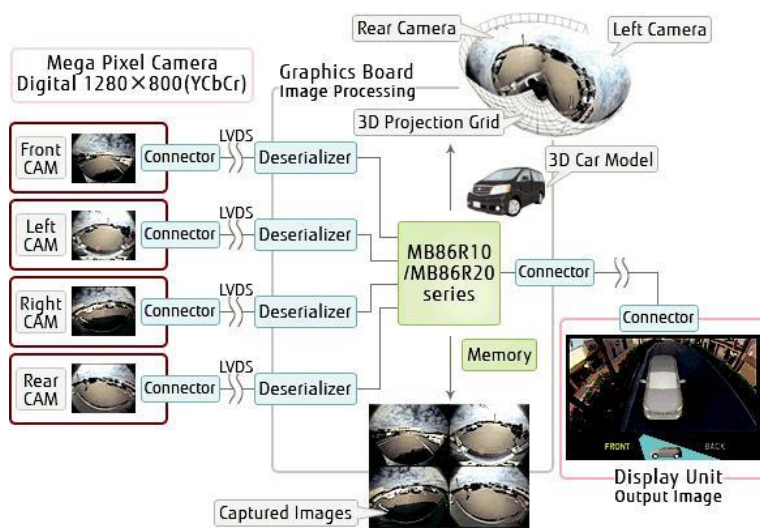 Mega Pixel Camera
Digital 1280×800(YCbCr)
Graphics Board
Image Processing
Rear Camera
Left Camera
3D Projection Grid
3D Car Model
Front
CAM
Connector
LVDS
Deserializer
Left
CAM
Connector
LVDS
Deserializer
Right
CAM
Connector
LVDS
Deserializer
Rear
CAM
Connector
LVDS
Deserializer
MB86R10
/MB86R20
series
Connector
Connector
Memory
FRONT
BACK
Display Unit
Output Image
Captured Images